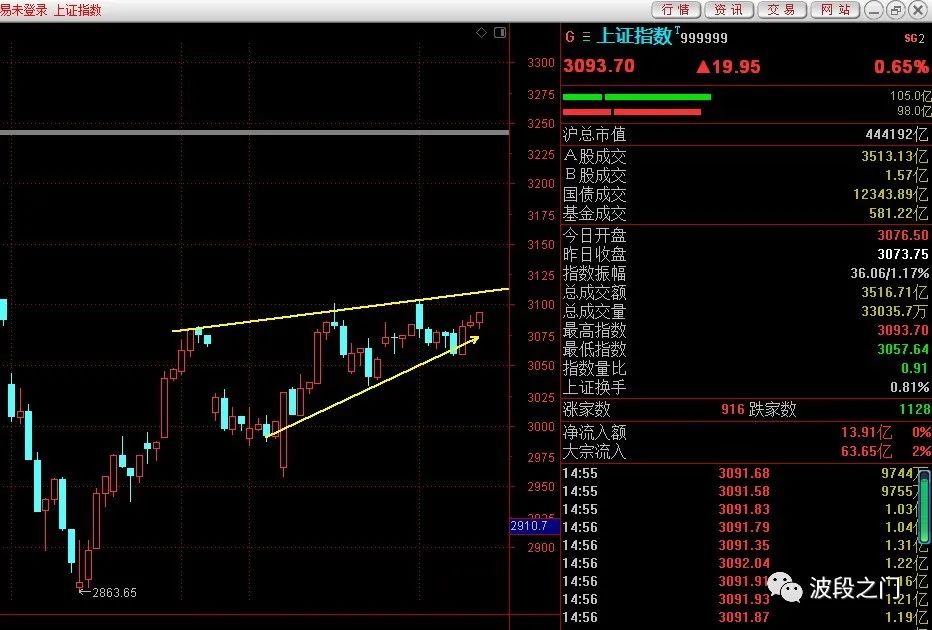 易未登录 上证指数
行情 资讯 交易 网站
G 上证指数 T 999999 SG2
3093.70 ▲19.95 0.65%
105.0亿
98.0亿
沪总市值 444192亿
A股成交 3513.13亿
B股成交 1.57亿
国债成交 12343.89亿
基金成交 581.22亿
今日开盘 3076.50
昨日收盘 3073.75
指数振幅 36.06/1.17%
总成交额 3516.71亿
总成交量 33035.7万
最高指数 3093.70
最低指数 3057.64
指数量比 0.91
上证换手 0.81%
涨家数 916 跌家数 1128
净流入额 13.91亿 0%
大宗流入 63.65亿 2%
14:55 3091.68 9744万
14:55 3091.58 9755
14:55 3091.83 1.03
14:56 3091.79 1.04
14:56 3091.35 1.31亿
14:56 3092.04 1.22亿
14:56 3091.91 16亿
14:56 3091.93 1.21亿
14:56 3091.87 1.19亿
3300
3275
3250
3225
3200
3175
3150
3125
3100
3075
3050
3025
3000
2975
2950
2910.7
2900
←2863.65
波段之门